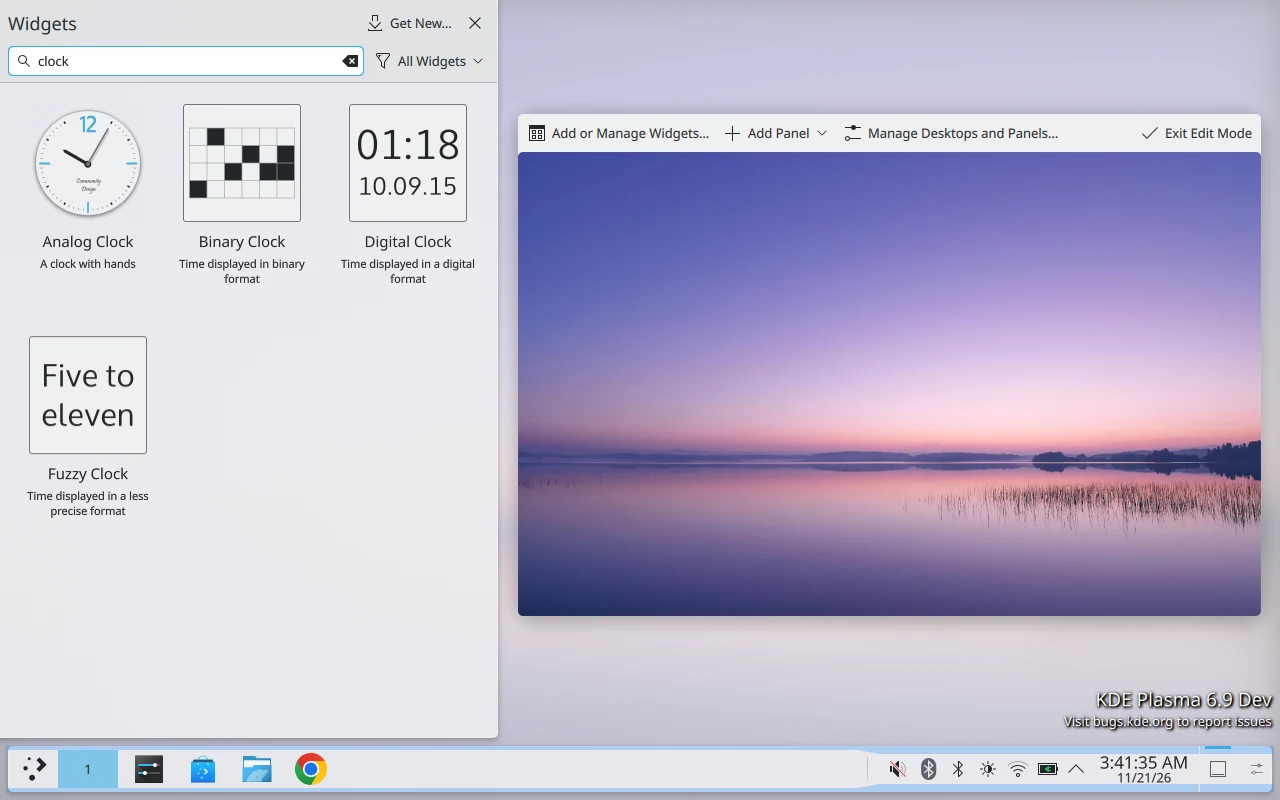 Widgets
Get New...
clock
All Widgets
12
Community
Design
Analog Clock
A clock with hands
Binary Clock
Time displayed in binary
format
01:18
10.09.15
Digital Clock
Time displayed in a digital
format
Five to
eleven
Fuzzy Clock
Time displayed in a less
precise format
Add or Manage Widgets...
Add Panel
Manage Desktops and Panels...
Exit Edit Mode
KDE Plasma 6.9 Dev
Visit bugs.kde.org to report issues
1
3:41:35 AM
11/21/26